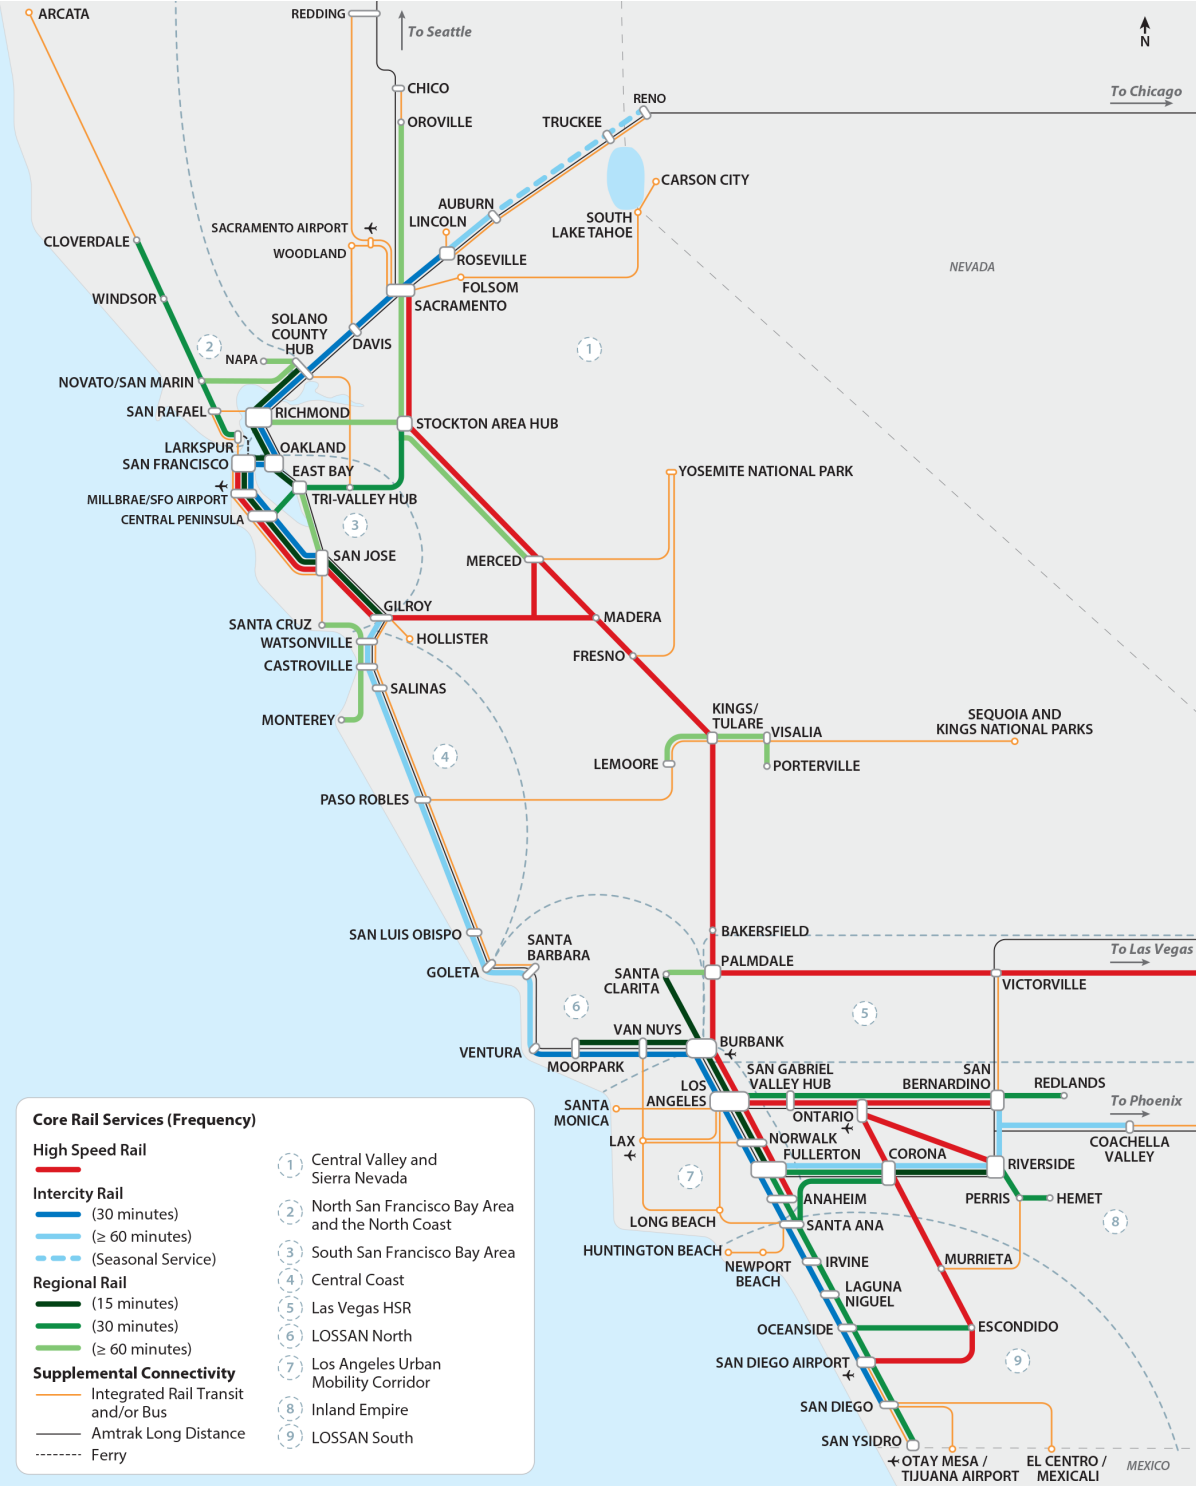 ARCATA
REDDING
To Seattle
N
CHICO
RENO
To Chicago
TRUCKEE
OROVILLE
CARSON CITY
AUBURN
LINCOLN
SOUTH
LAKE TAHOE
SACRAMENTO AIRPORT
CLOVERDALE
WOODLAND
ROSEVILLE
NEVADA
FOLSOM
WINDSOR
SACRAMENTO
SOLANO
COUNTY
HUB
DAVIS
2
1
NAPA
NOVATO/SAN MARIN
SAN RAFAEL
RICHMOND
STOCKTON AREA HUB
LARKSPUR
OAKLAND
SAN FRANCISCO
EAST BAY
YOSEMITE NATIONAL PARK
MILLBRAE/SFO AIRPORT
TRI-VALLEY HUB
CENTRAL PENINSULA
3
SAN JOSE
MERCED
GILROY
SANTA CRUZ
MADERA
WATSONVILLE
HOLLISTER
FRESNO
CASTROVILLE
SALINAS
MONTEREY
KINGS/
TULARE
VISALIA
SEQUOIA AND
KINGS NATIONAL PARKS
4
LEMOORE
PORTERVILLE
PASO ROBLES
SAN LUIS OBISPO
BAKERSFIELD
SANTA
BARBARA
To Las Vegas
GOLETA
SANTA
CLARITA
PALMDALE
VICTORVILLE
6
5
VAN NUYS
BURBANK
VENTURA
MOORPARK
SAN GABRIEL
VALLEY HUB
SAN
BERNARDINO
REDLANDS
LOS
ANGELES
To Phoenix
SANTA
MONICA
ONTARIO
COACHELLA
VALLEY
LAX
NORWALK
FULLERTON
CORONA
RIVERSIDE
7
ANAHEIM
PERRIS
HEMET
LONG BEACH
SANTA ANA
8
HUNTINGTON BEACH
NEWPORT
BEACH
IRVINE
MURRIETA
LAGUNA
NIGUEL
OCEANSIDE
ESCONDIDO
SAN DIEGO AIRPORT
9
SAN DIEGO
SAN YSIDRO
OTAY MESA /
TIJUANA AIRPORT
EL CENTRO /
MEXICALI
MEXICO
Core Rail Services (Frequency)
High Speed Rail
Intercity Rail
(30 minutes)
(≥ 60 minutes)
(Seasonal Service)
Regional Rail
(15 minutes)
(30 minutes)
(≥ 60 minutes)
Supplemental Connectivity
Integrated Rail Transit
and/or Bus
Amtrak Long Distance
Ferry
1 Central Valley and
Sierra Nevada
2 North San Francisco Bay Area
and the North Coast
3 South San Francisco Bay Area
4 Central Coast
5 Las Vegas HSR
6 LOSSAN North
7 Los Angeles Urban
Mobility Corridor
8 Inland Empire
9 LOSSAN South